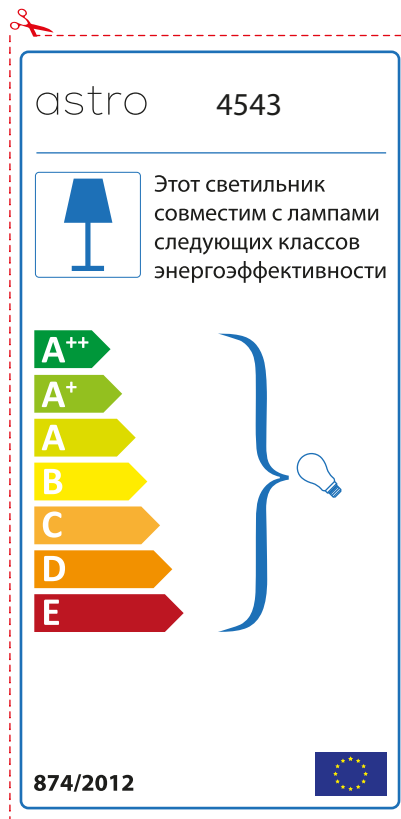 astro 4543
Этот светильник
совместим с лампами
следующих классов
энергоэффективности
A++
A+
A
B
C
D
E
874/2012